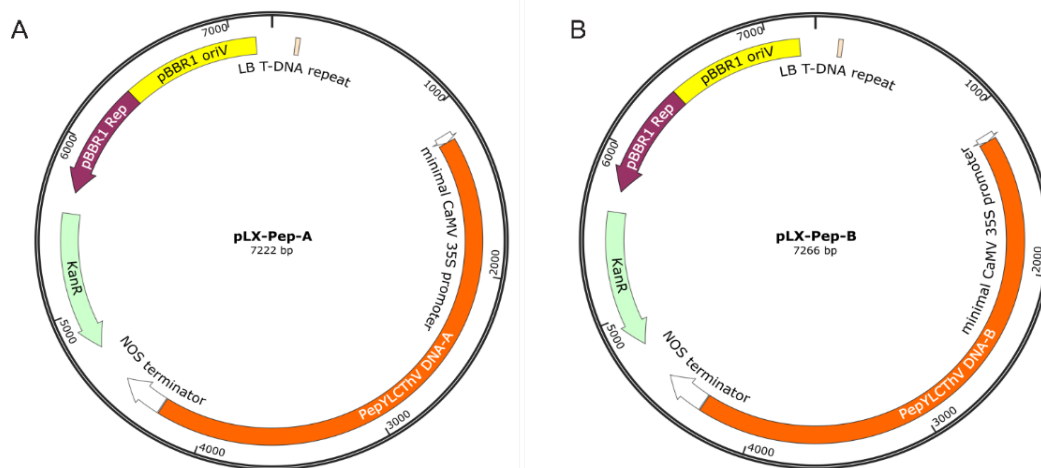 A
7000
pBBR1 oriV
LB T-DNA repeat
1000
pBBR1 Rep
6000
minimal CaMV 35S promoter
pLX-Pep-A
7222 bp
2000
KanR
5000
NOS terminator
PepYLCThV DNA-A
3000
4000
B
7000
pBBR1 oriV
LB T-DNA repeat
1000
pBBR1 Rep
6000
minimal CaMV 35S promoter
pLX-Pep-B
7266 bp
2000
KanR
5000
NOS terminator
PepYLCThV DNA-B
3000
4000